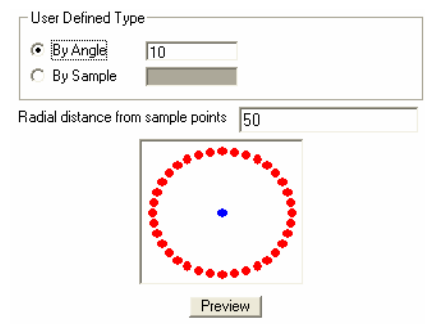 User Defined Type
By Angle 10
By Sample
Radial distance from sample points 50
Preview